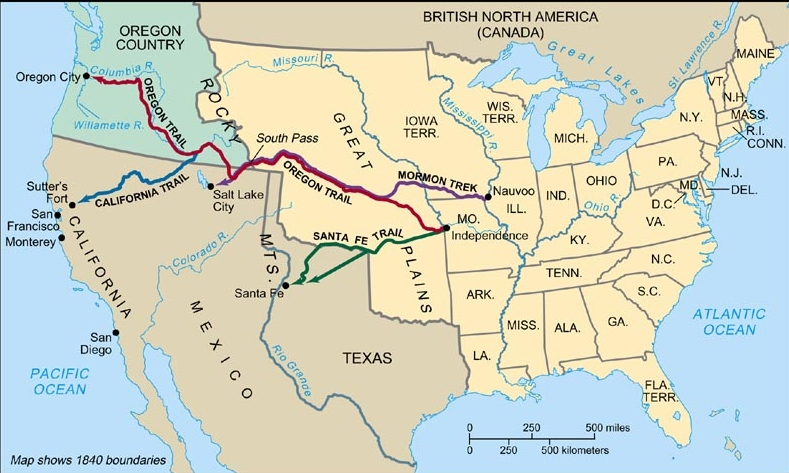 BRITISH NORTH AMERICA
(CANADA)
OREGON
COUNTRY
Great Lakes
St. Lawrence R.
MAINE
Missouri R.
Columbia R.
Oregon City
ROCKY
VT.
N.H.
Mississippi R.
WIS.
TERR.
OREGON TRAIL
GREAT
IOWA
TERR.
N.Y.
MASS.
Willamette R.
South Pass
MICH.
R.I.
CONN.
PA.
MORMON TREK
OREGON TRAIL
N.J.
CALIFORNIA TRAIL
Sutter's
Fort
Salt Lake
City
Nauvoo
ILL.
IND.
OHIO
MD.
DEL.
D.C.
Ohio R.
San
Francisco
MO.
VA.
Monterey
SANTA FE TRAIL
Independence
KY.
CALIFORNIA
Colorado R.
MTS.
PLAINS
N.C.
TENN.
Santa Fe
ARK.
S.C.
MEXICO
ATLANTIC
OCEAN
MISS.
ALA.
GA.
San
Diego
TEXAS
LA.
PACIFIC
OCEAN
Rio Grande
FLA.
TERR.
0 250 500 miles
0 250 500 kilometers
Map shows 1840 boundaries